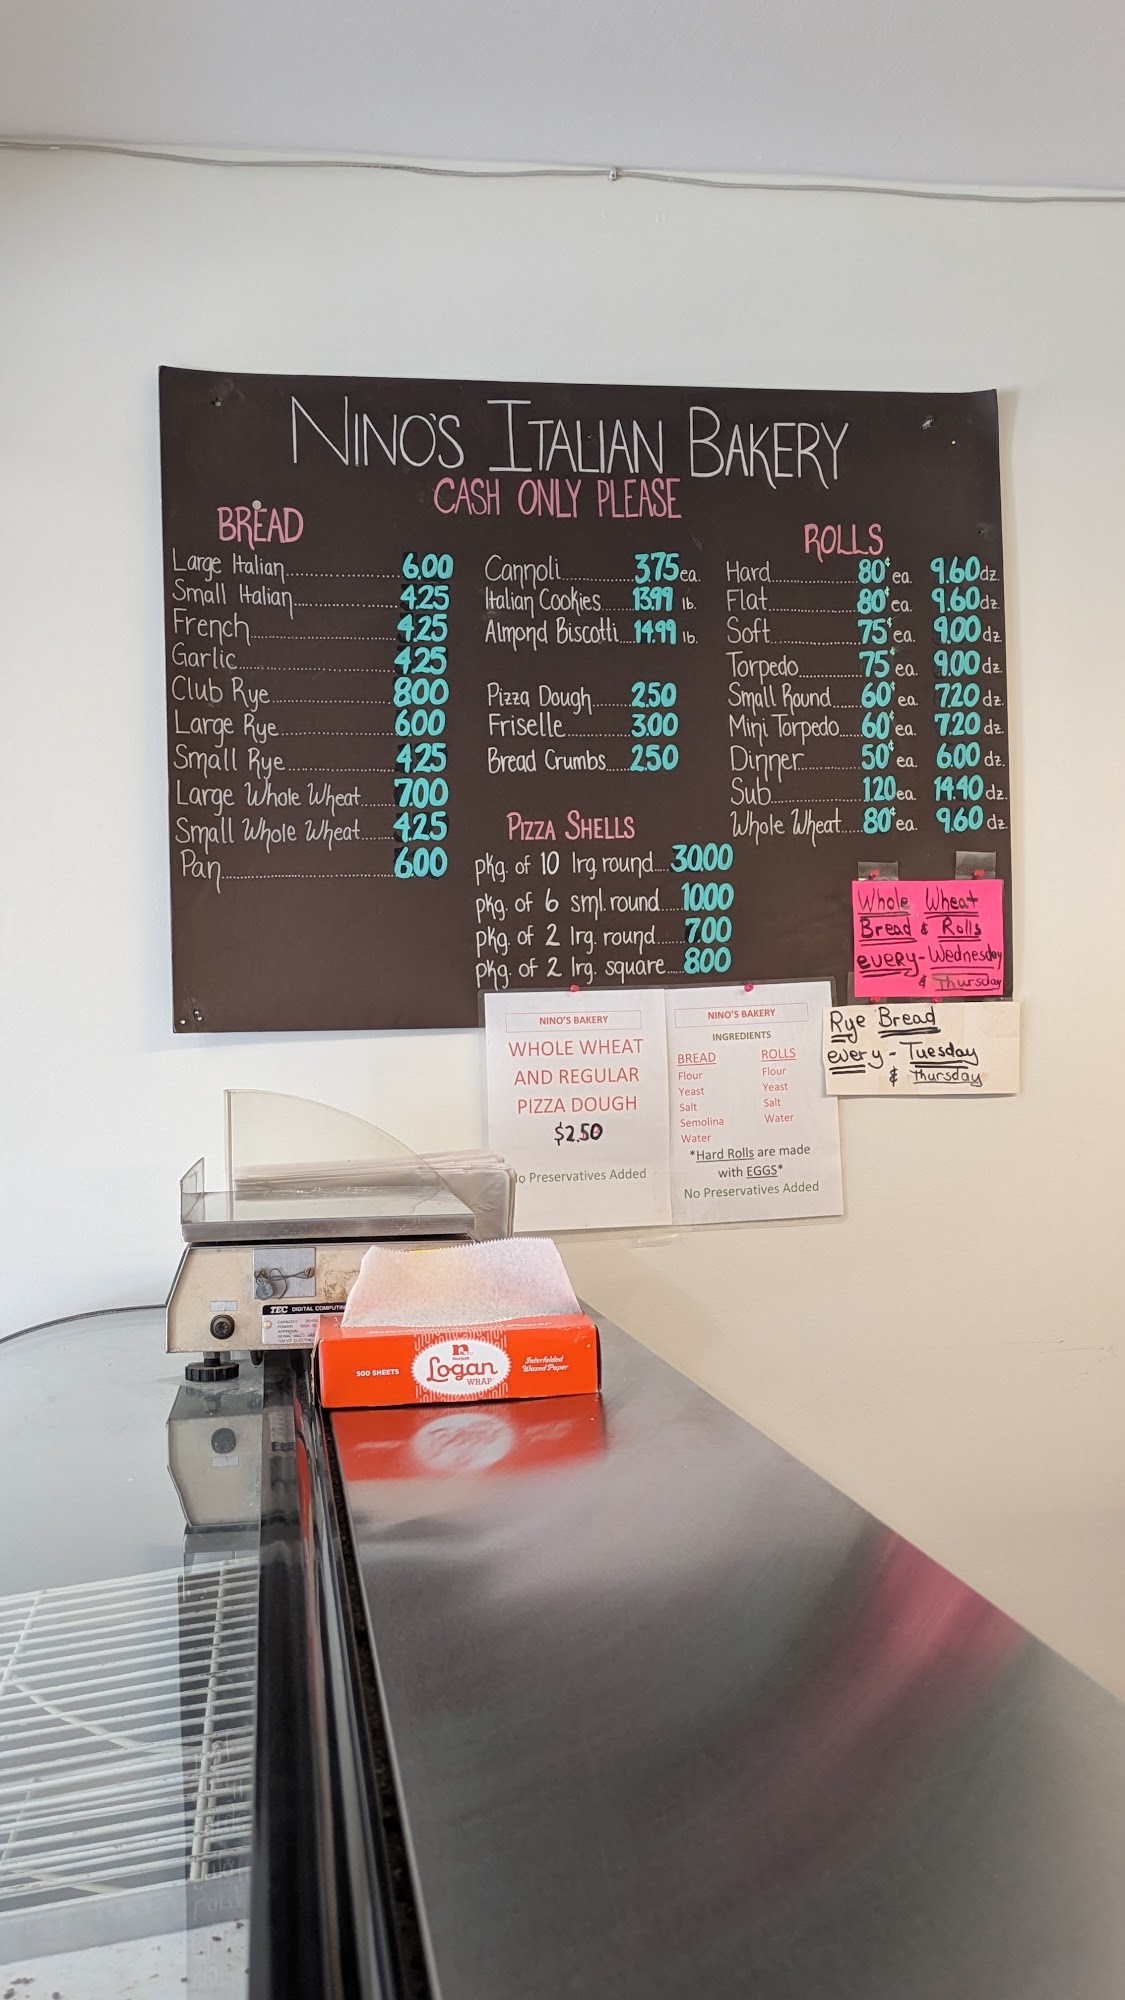 NINO'S ITALIAN BAKERY
CASH ONLY PLEASE
BREAD
Large Italian 6.00
Small Italian 4.25
French 4.25
Garlic 4.25
Club Rye 8.00
Large Rye 6.00
Small Rye 4.25
Large Whole Wheat 7.00
Small Whole Wheat 4.25
Pan 6.00
Cannoli 3.75 ea.
Italian Cookies 13.99 lb.
Almond Biscotti 14.99 lb.
Pizza Dough 2.50
Friselle 3.00
Bread Crumbs 2.50
PIZZA SHELLS
pkg. of 10 lrg. round 30.00
pkg. of 6 sml. round 10.00
pkg. of 2 lrg. round 7.00
pkg. of 2 lrg. square 8.00
ROLLS
Hard 80¢ ea. 9.60 dz.
Flat 80¢ ea. 9.60 dz.
Soft 75¢ ea. 9.00 dz.
Torpedo 75¢ ea. 9.00 dz.
Small Round 60¢ ea. 7.20 dz.
Mini Torpedo 60¢ ea. 7.20 dz.
Dinner 50¢ ea. 6.00 dz.
Sub 1.20 ea. 14.40 dz.
Whole Wheat 80¢ ea. 9.60 dz.
Whole Wheat
Bread & Rolls
every - Wednesday
& Thursday
Rye Bread
every - Tuesday
& Thursday
NINO'S BAKERY
WHOLE WHEAT
AND REGULAR
PIZZA DOUGH
$2.50
No Preservatives Added
NINO'S BAKERY
INGREDIENTS
BREAD
Flour
Yeast
Salt
Semolina
Water
ROLLS
Flour
Yeast
Salt
Water
*Hard Rolls are made
with EGGS*
No Preservatives Added
TEC DIGITAL COMPUTIN
500 SHEETS
Norpak
Logan
WRAP
Interfolded
Waxed Paper